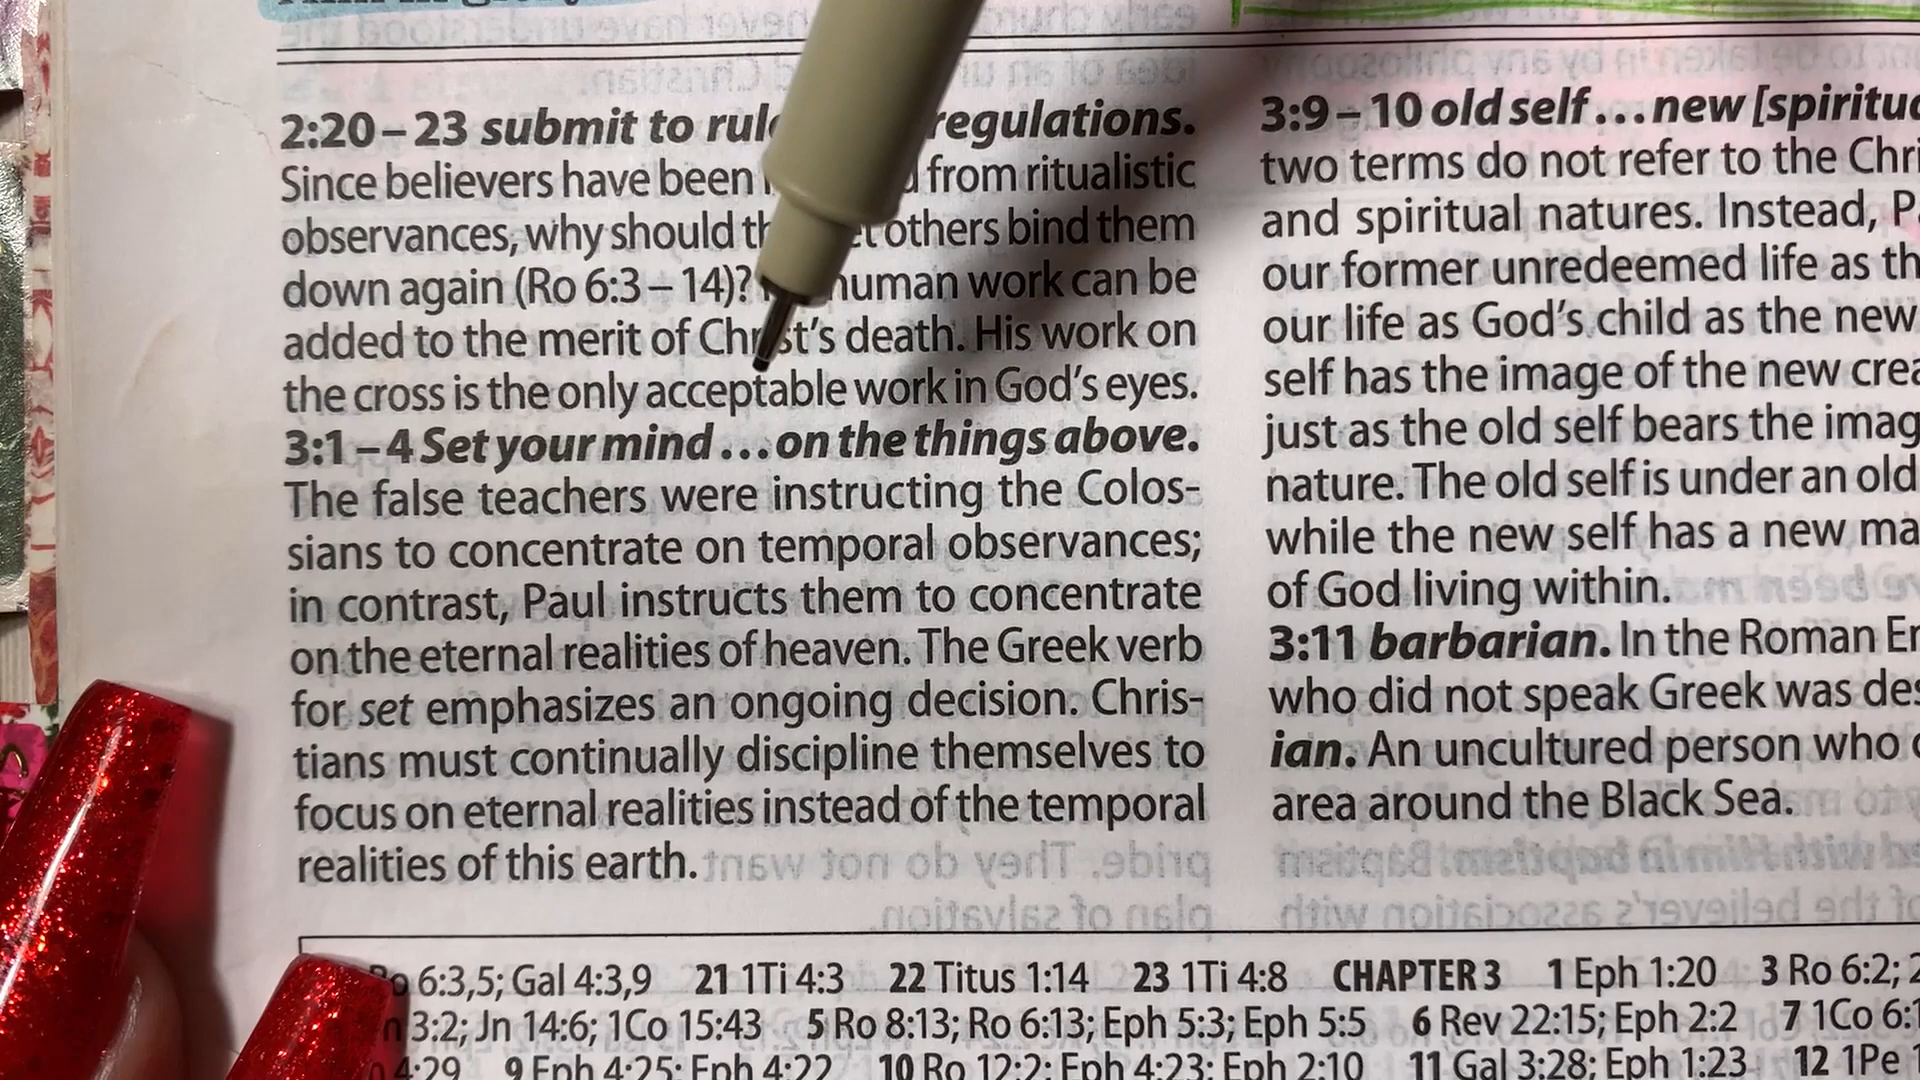 2:20–23 submit to regulations.
Since believers have been from ritualistic
observances, why should others bind them
down again (Ro 6:3–14)? human work can be
added to the merit of Christ's death. His work on
the cross is the only acceptable work in God's eyes.
3:1–4 Set your mind…on the things above.
The false teachers were instructing the Colos-
sians to concentrate on temporal observances;
in contrast, Paul instructs them to concentrate
on the eternal realities of heaven. The Greek verb
for set emphasizes an ongoing decision. Chris-
tians must continually discipline themselves to
focus on eternal realities instead of the temporal
realities of this earth.
3:9–10 old self…new
two terms do not refer to the
and spiritual natures. Instead,
our former unredeemed life as
our life as God's child as the new
self has the image of the new
just as the old self bears the
nature. The old self is under an old
while the new self has a new
of God living within.
3:11 barbarian. In the Roman
who did not speak Greek was
ian. An uncultured person who
area around the Black Sea.
6:3,5; Gal 4:3,9 21 1Ti 4:3 22 Titus 1:14 23 1Ti 4:8 CHAPTER 3 1 Eph 1:20 3 Ro 6:2;
3:2; Jn 14:6; 1Co 15:43 5 Ro 8:13; Ro 6:13; Eph 5:3; Eph 5:5 6 Rev 22:15; Eph 2:2 7 1Co
4:29 9 Eph 4:25; Eph 4:22 10 Ro 12:2; Eph 4:23; Eph 2:10 11 Gal 3:28; Eph 1:23 12 1Pe